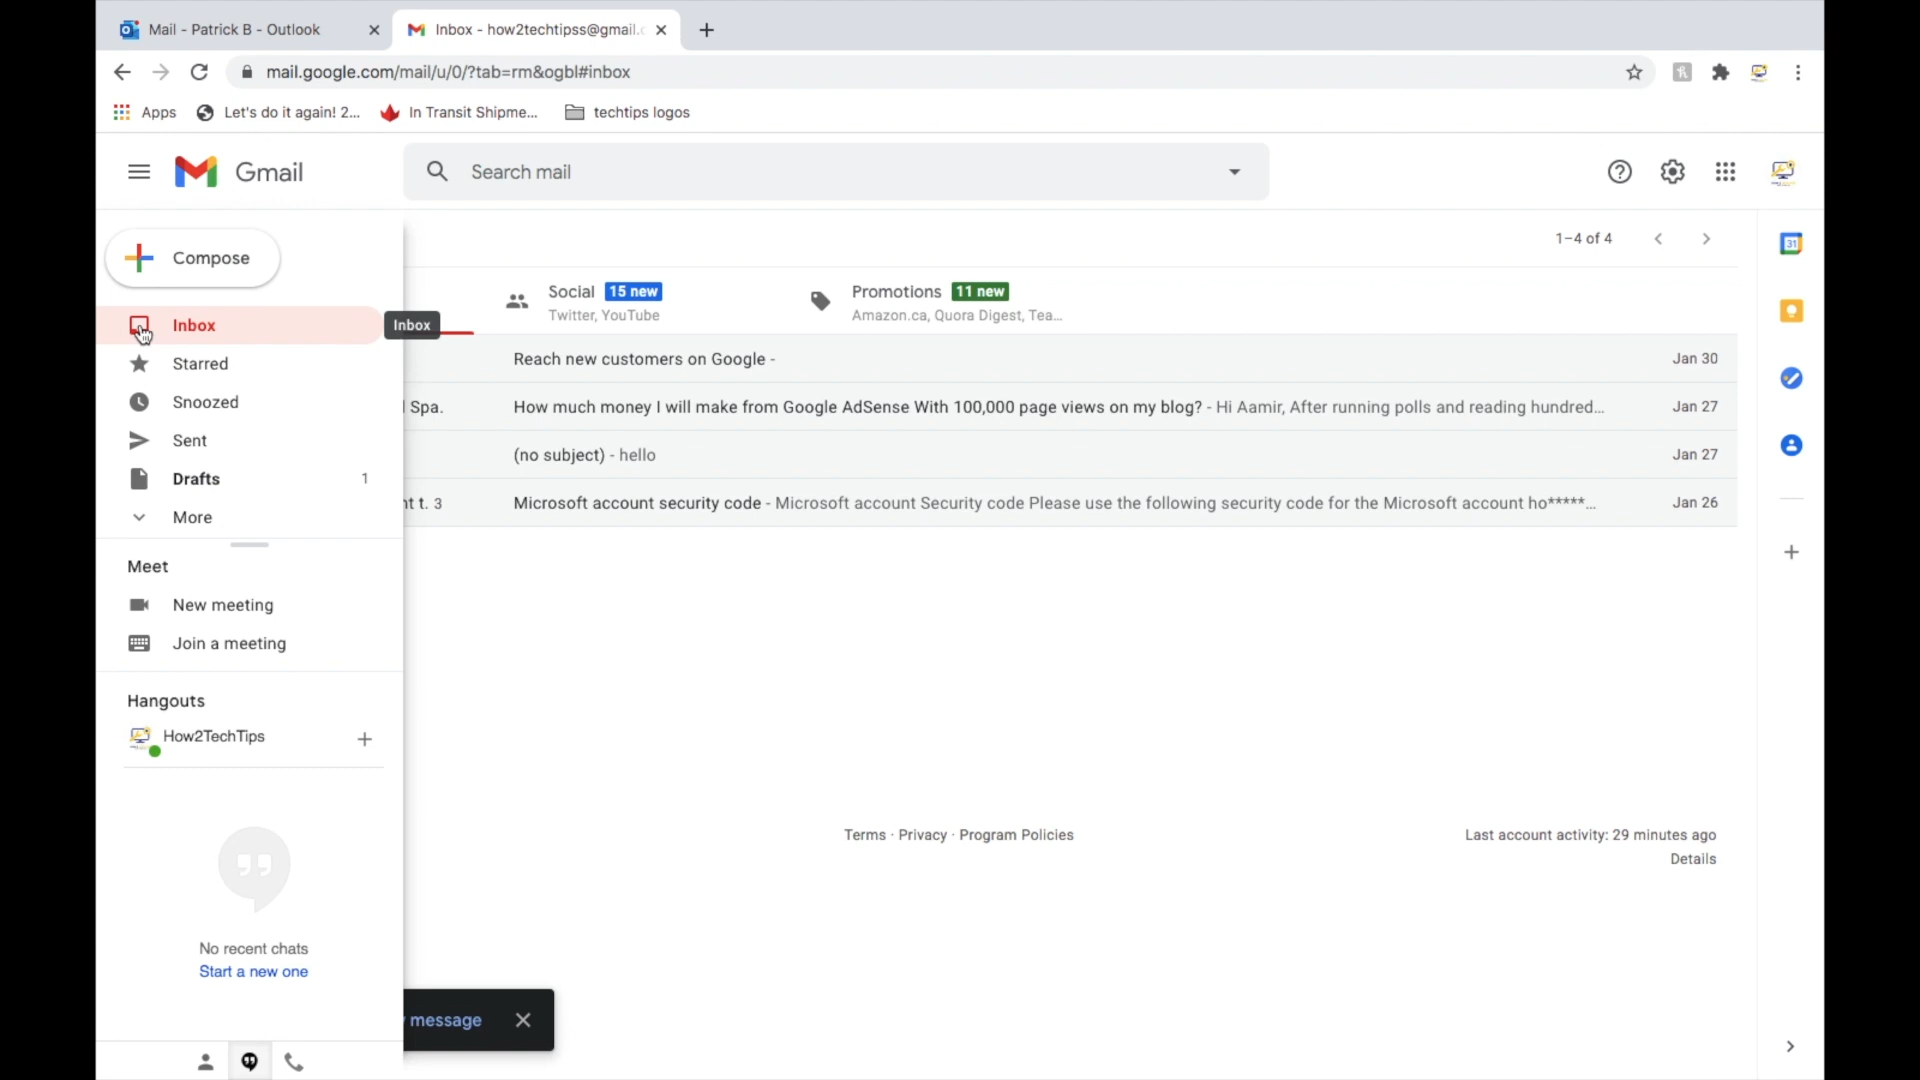 Mail - Patrick B - Outlook
Inbox - how2techtipss@gmail.c
mail.google.com/mail/u/0/?tab=rm&ogbl#inbox
Apps
Let's do it again! 2...
In Transit Shipme...
techtips logos
Gmail
Search mail
Compose
1–4 of 4
31
Social 15 new
Twitter, YouTube
Promotions 11 new
Amazon.ca, Quora Digest, Tea...
Inbox
Inbox
Starred
Snoozed
Sent
Drafts 1
More
Reach new customers on Google -
Jan 30
Spa.
How much money I will make from Google AdSense With 100,000 page views on my blog? - Hi Aamir, After running polls and reading hundred...
Jan 27
(no subject) - hello
Jan 27
t t. 3
Microsoft account security code - Microsoft account Security code Please use the following security code for the Microsoft account ho*****...
Jan 26
Meet
New meeting
Join a meeting
Hangouts
How2TechTips
No recent chats
Start a new one
Terms · Privacy · Program Policies
Last account activity: 29 minutes ago
Details
message